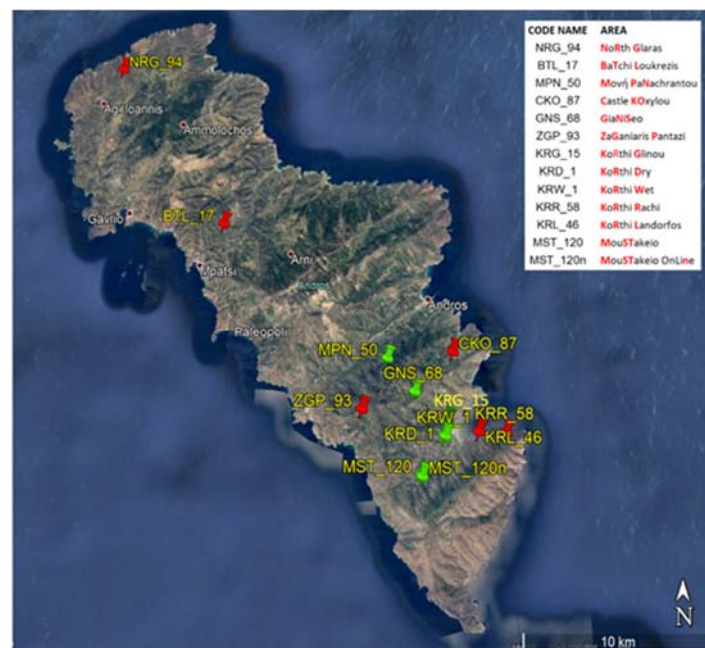 CODE NAME AREA
NRG_94 NoRth Glaras
BTL_17 BaTchi Loukrezis
MPN_50 Μονή PaNachrantou
CKO_87 Castle KOxylou
GNS_68 GiaNiSeo
ZGP_93 ZaGaniaris Pantazi
KRG_15 KoRthi Glinou
KRD_1 KoRthi Dry
KRW_1 KoRthi Wet
KRR_58 KoRthi Rachi
KRL_46 KoRthi Landorfos
MST_120 MouSTakeio
MST_120n MouSTakeio OnLine
NRG_94
Ag. Ioannis
Ammolochos
BTL_17
Gavrio
Arni
Mpatsi
Andros
Andros
Paleopoli
MPN_50
CKO_87
GNS_68
ZGP_93
KRG_15
KRW_1
KRR_58
KRD_1
KRL_46
MST_120
MST_120n
N
10 km